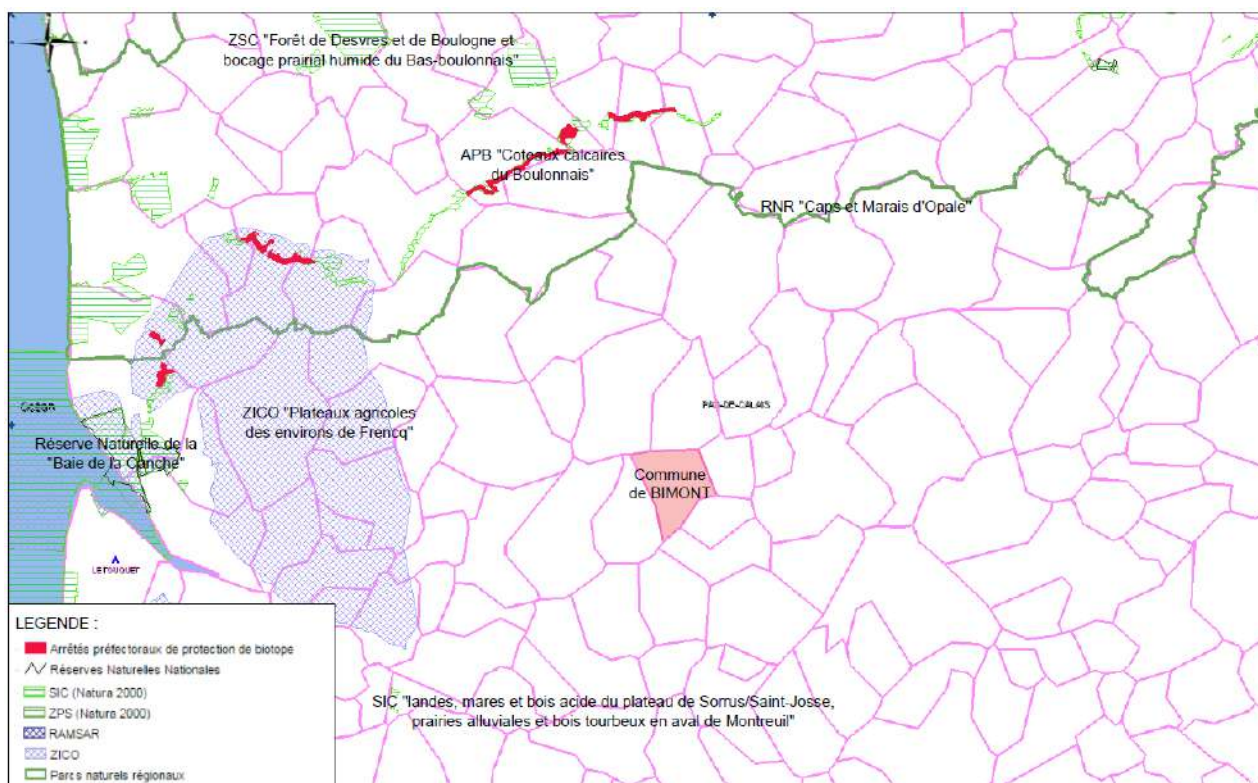 ZSC "Forêt de Desvres et de Boulogne et
bocage prairial humide du Bas-boulonnais"
APB "Coteaux calcaires
du Boulonnais"
RNR "Caps et Marais d'Opale"
Océan
ZICO "Plateaux agricoles
des environs de Frencq"
PAS-DE-CALAIS
Réserve Naturelle de la
"Baie de la Canche"
Commune
de BIMONT
LE TOUQUET
LEGENDE :
Arrêtés préfectoraux de protection de biotope
Réserves Naturelles Nationales
SIC (Natura 2000)
ZPS (Natura 2000)
RAMSAR
ZICO
Parcs naturels régionaux
SIC "landes, mares et bois acide du plateau de Sorrus/Saint-Josse,
prairies alluviales et bois tourbeux en aval de Montreuil"